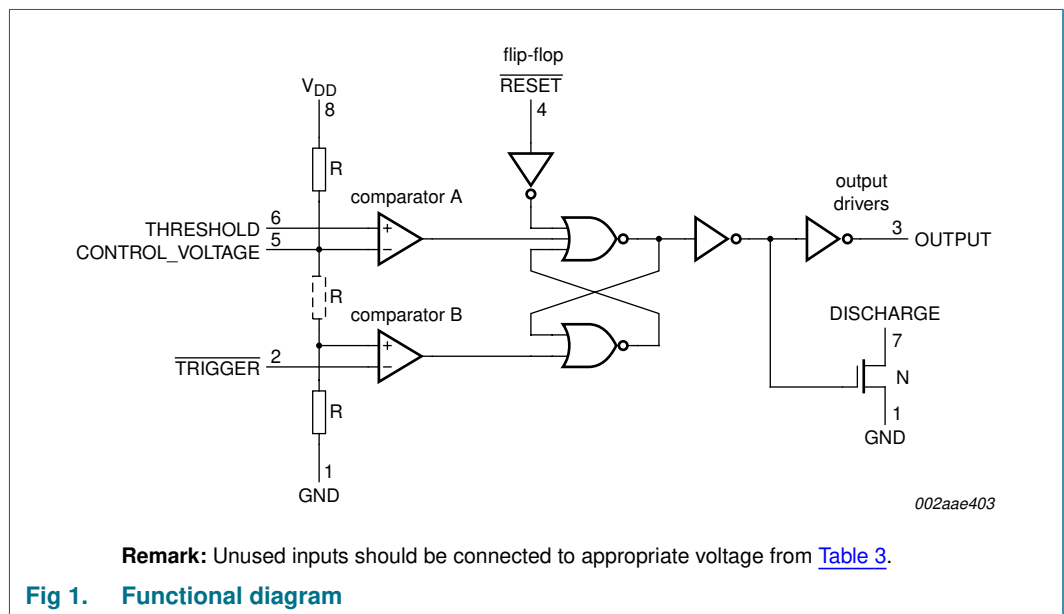 flip-flop
RESET
4
VDD
8
R
comparator A
output
drivers
THRESHOLD 6
+
3 OUTPUT
CONTROL_VOLTAGE 5
−
R
comparator B
DISCHARGE
7
+
TRIGGER 2
−
N
R
1
GND
1
GND
002aae403
Remark: Unused inputs should be connected to appropriate voltage from Table 3.
Fig 1. Functional diagram